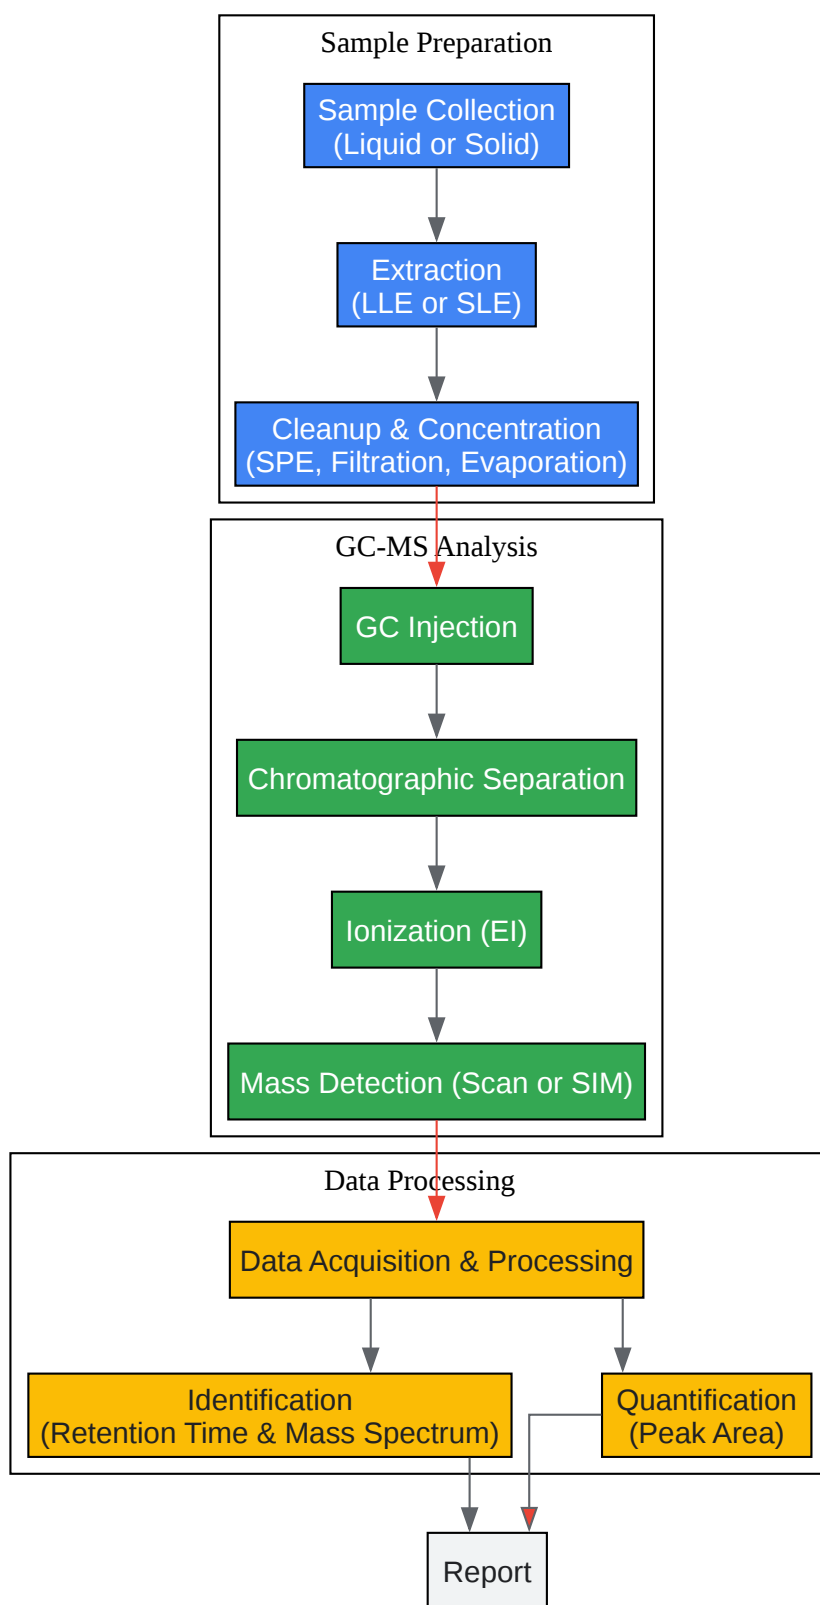 Sample Preparation
Sample Collection
(Liquid or Solid)
Extraction
(LLE or SLE)
Cleanup & Concentration
(SPE, Filtration, Evaporation)
GC-MS Analysis
GC Injection
Chromatographic Separation
Ionization (EI)
Mass Detection (Scan or SIM)
Data Processing
Data Acquisition & Processing
Identification
(Retention Time & Mass Spectrum)
Quantification
(Peak Area)
Report